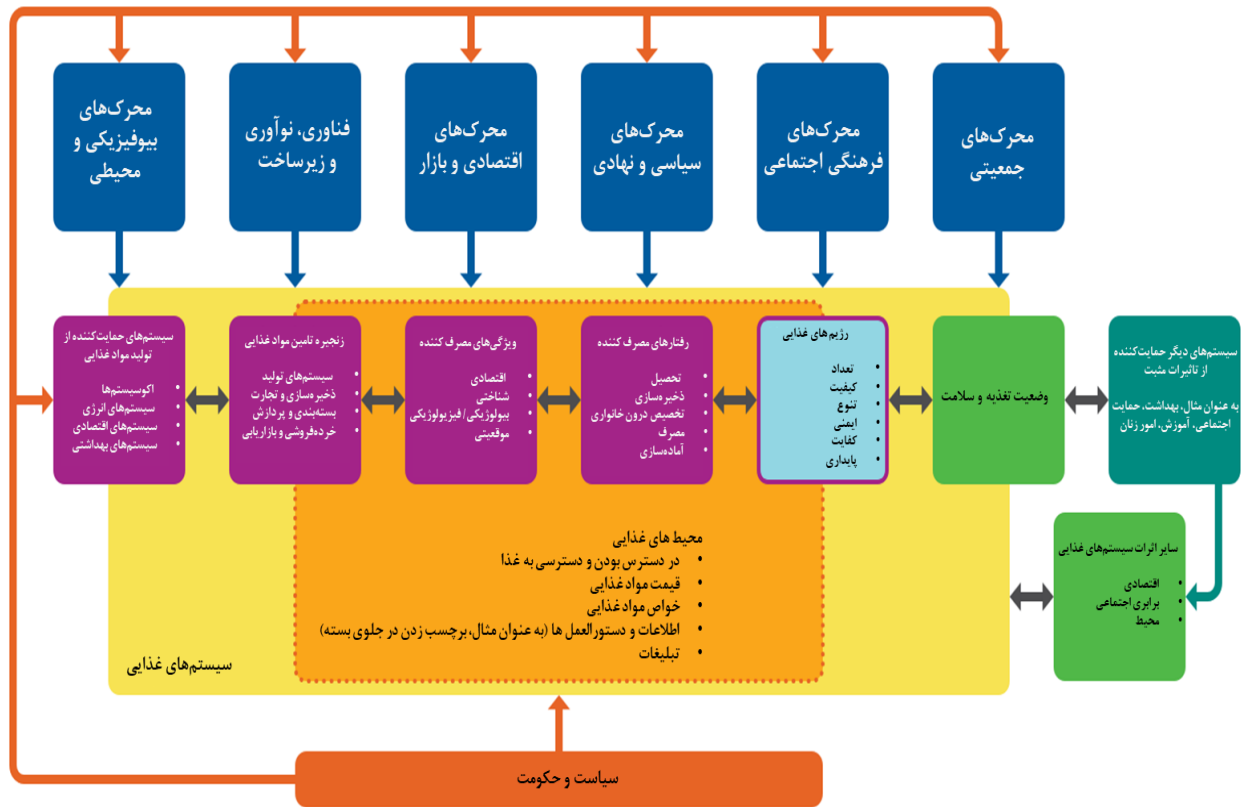 محرک‌های
جمعیتی
محرک‌های
فرهنگی اجتماعی
محرک‌های
سیاسی و نهادی
محرک‌های
اقتصادی و بازار
فناوری، نوآوری
و زیرساخت
محرک‌های
بیوفیزیکی و
محیطی
سیستم‌های حمایت‌کننده از
تولید مواد غذایی
• اکوسیستم‌ها
• سیستم‌های انرژی
• سیستم‌های اقتصادی
• سیستم‌های بهداشتی
زنجیره تامین مواد غذایی
• سیستم‌های تولید
• ذخیره سازی و تجارت
• بسته‌بندی و پردازش
• خرده‌فروشی و بازاریابی
ویژگی‌های مصرف کننده
• اقتصادی
• شناختی
• بیولوژیکی/ فیزیولوژیکی
• موقعیتی
رفتارهای مصرف کننده
• تحصیل
• ذخیره‌سازی
• تخصیص درون خانواری
• مصرف
• آماده‌سازی
رژیم‌های غذایی
• تعداد
• کیفیت
• تنوع
• ایمنی
• کفایت
• پایداری
وضعیت تغذیه و سلامت
سیستم‌های دیگر حمایت‌کننده
از تاثیرات مثبت
به عنوان مثال، بهداشت، حمایت
اجتماعی، آموزش، امور زنان
سایر اثرات سیستم‌های غذایی
• اقتصادی
• برابری اجتماعی
• محیط
محیط های غذایی
• در دسترس بودن و دسترسی به غذا
• قیمت مواد غذایی
• خواص مواد غذایی
• اطلاعات و دستورالعمل ها (به عنوان مثال، برچسب زدن در جلوی بسته)
• تبلیغات
سیستم‌های غذایی
سیاست و حکومت